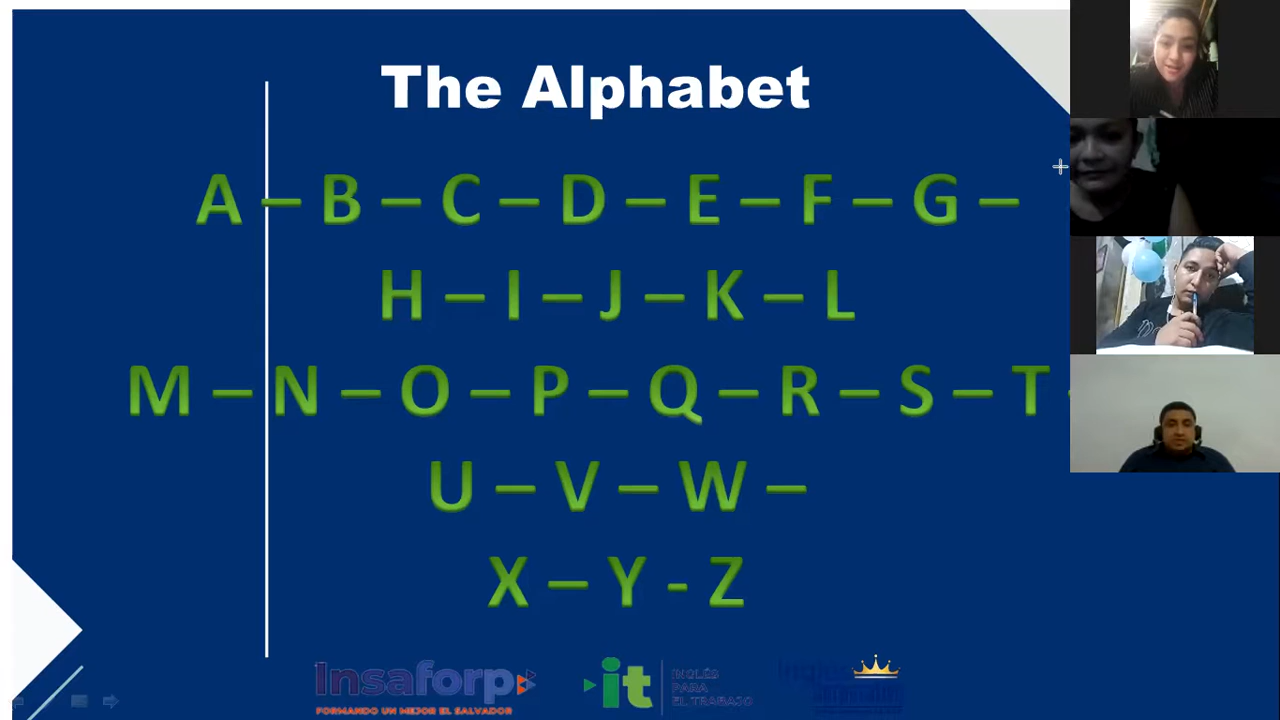 The Alphabet
A – B – C – D – E – F – G –
H – I – J – K – L
M – N – O – P – Q – R – S – T -
U – V – W –
X – Y - Z
Insaforp
FORMANDO UN MEJOR EL SALVADOR
it
INGLÉS
PARA
EL TRABAJO